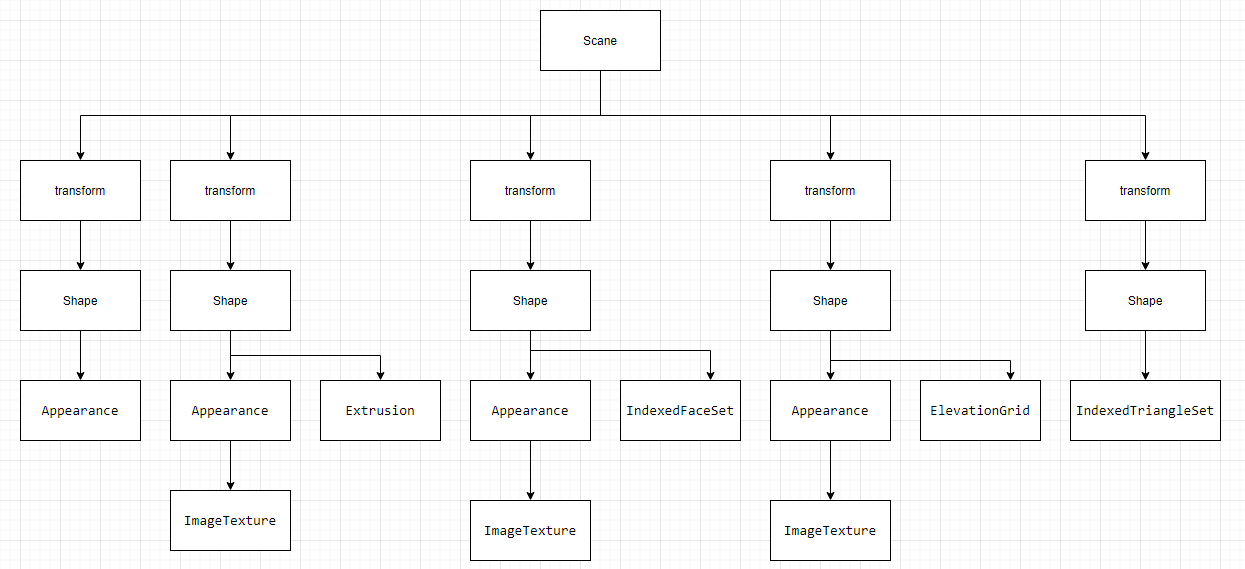 Scane
transform
transform
transform
transform
transform
Shape
Shape
Shape
Shape
Shape
Appearance
Appearance
Extrusion
Appearance
IndexedFaceSet
Appearance
ElevationGrid
IndexedTriangleSet
ImageTexture
ImageTexture
ImageTexture